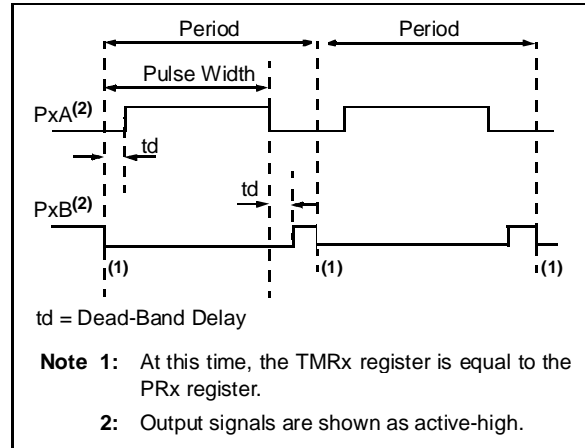 Period Period
Pulse Width
PxA(2)
td
td
PxB(2)
(1) (1) (1)
td = Dead-Band Delay
Note 1: At this time, the TMRx register is equal to the
PRx register.
2: Output signals are shown as active-high.